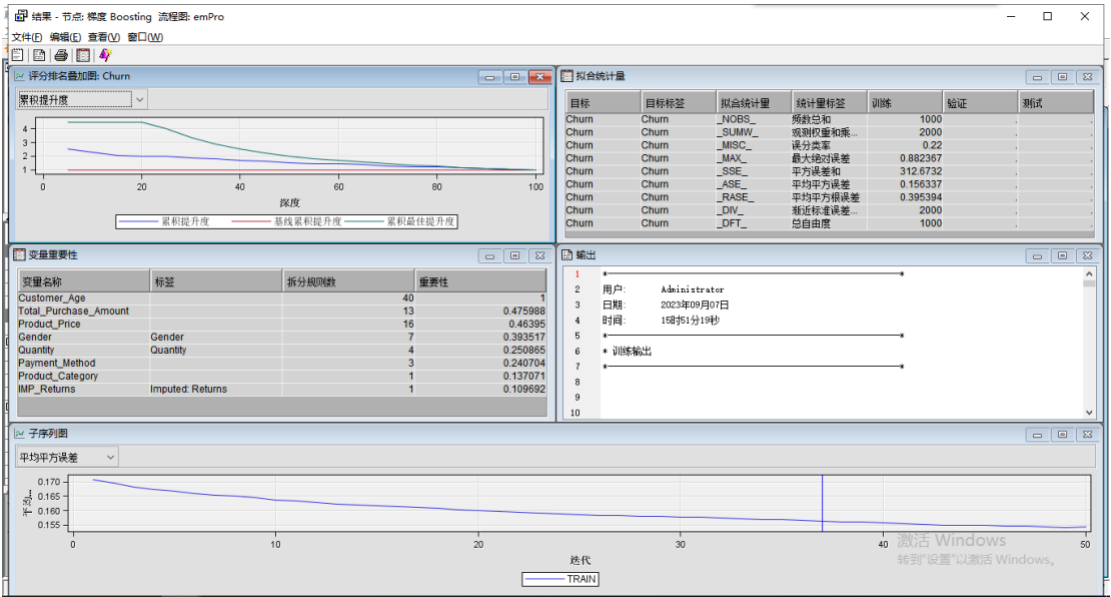 结果 - 节点: 梯度 Boosting 流程图: emPro
文件(F) 编辑(E) 查看(V) 窗口(W)
评分排名叠加图: Churn
累积提升度
4
3
2
1
0 20 40 60 80 100
深度
累积提升度 基线累积提升度 累积最佳提升度
拟合统计量
目标 目标标签 拟合统计量 统计量标签 训练 验证 测试
Churn Churn _NOBS_ 频数总和 1000 . .
Churn Churn _SUMW_ 观测权重和频... 2000 . .
Churn Churn _MISC_ 误分类率 0.22 . .
Churn Churn _MAX_ 最大绝对误差 0.882367 . .
Churn Churn _SSE_ 平方误差和 312.6732 . .
Churn Churn _ASE_ 平均平方误差 0.156337 . .
Churn Churn _RASE_ 平均平方根误差 0.395394 . .
Churn Churn _DIV_ 渐近标准误差... 2000 . .
Churn Churn _DFT_ 总自由度 1000 . .
变量重要性
变量名称 标签 拆分规则数 重要性
Customer_Age 40 1
Total_Purchase_Amount 13 0.475988
Product_Price 16 0.46395
Gender Gender 7 0.393517
Quantity Quantity 4 0.250865
Payment_Method 3 0.240704
Product_Category 1 0.137071
IMP_Returns Imputed: Returns 1 0.109692
输出
1 *------------------------------------------------------------*
2 用户: Administrator
3 日期: 2023年09月07日
4 时间: 15时51分19秒
5 *------------------------------------------------------------*
6 * 训练输出
7 *------------------------------------------------------------*
8
9
10
子序列图
平均平方误差
平均...
0.170
0.165
0.160
0.155
0 10 20 30 40 50
迭代
TRAIN
激活 Windows
转到"设置"以激活 Windows。